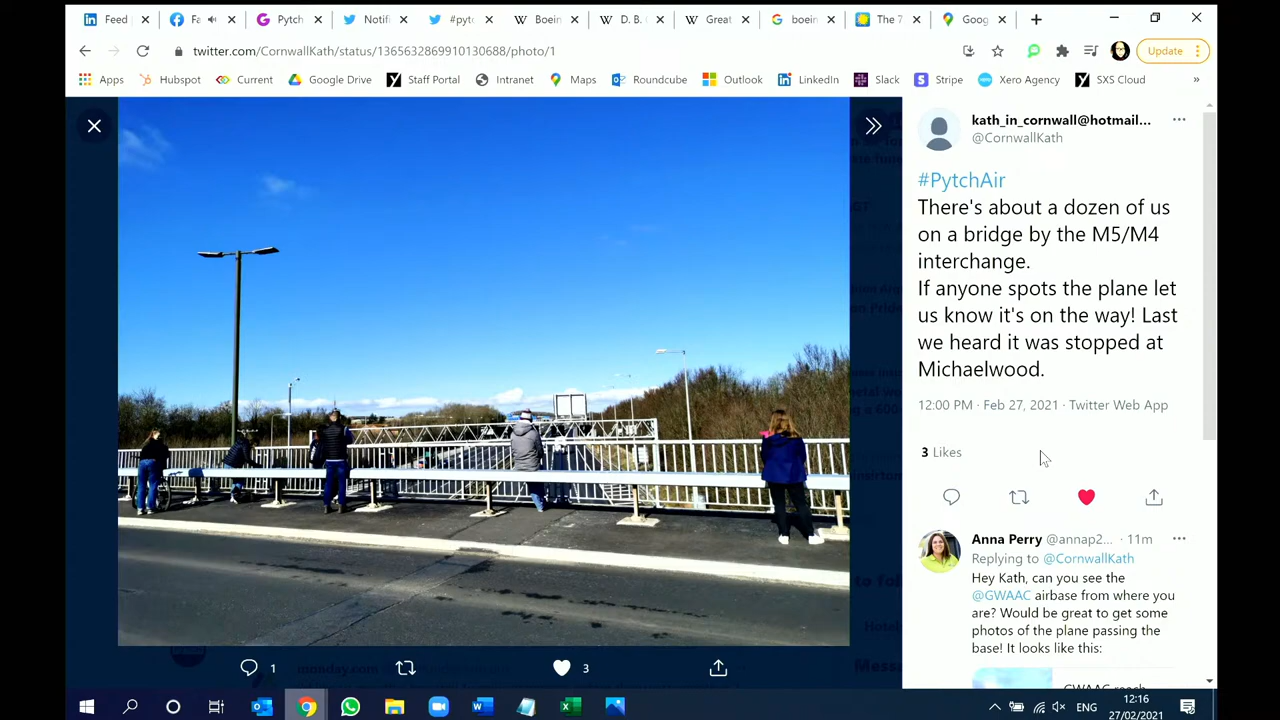 Feed
Fa
Pytch
Notifi
#pytc
Boein
D. B. C
Great
boein
The 7
Goog
twitter.com/CornwallKath/status/1365632869910130688/photo/1
Update
Apps
Hubspot
Current
Google Drive
Staff Portal
Intranet
Maps
Roundcube
Outlook
LinkedIn
Slack
Stripe
Xero Agency
SXS Cloud
»
kath_in_cornwall@hotmail...
@CornwallKath
#PytchAir
There's about a dozen of us
on a bridge by the M5/M4
interchange.
If anyone spots the plane let
us know it's on the way! Last
we heard it was stopped at
Michaelwood.
12:00 PM · Feb 27, 2021 · Twitter Web App
3 Likes
Anna Perry @annap2... · 11m
Replying to @CornwallKath
Hey Kath, can you see the
@GWAAC airbase from where you
are? Would be great to get some
photos of the plane passing the
base! It looks like this:
GWAAC reach
1
3
ENG
12:16
27/02/2021